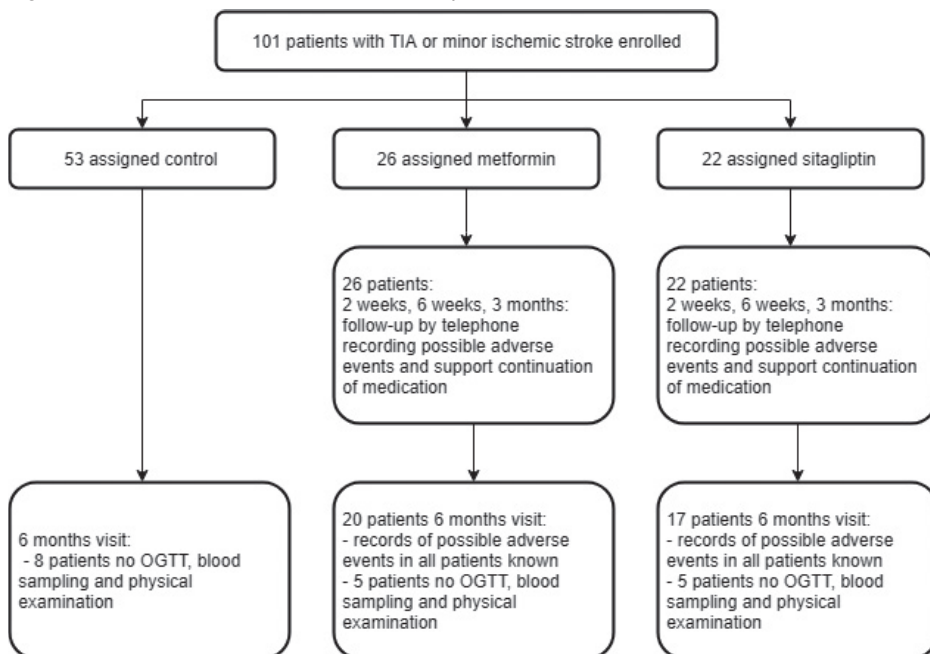 101 patients with TIA or minor ischemic stroke enrolled
53 assigned control
26 assigned metformin
22 assigned sitagliptin
26 patients:
2 weeks, 6 weeks, 3 months:
follow-up by telephone
recording possible adverse
events and support continuation
of medication
22 patients:
2 weeks, 6 weeks, 3 months:
follow-up by telephone
recording possible adverse
events and support continuation
of medication
6 months visit:
- 8 patients no OGTT, blood
sampling and physical
examination
20 patients 6 months visit:
- records of possible adverse
events in all patients known
- 5 patients no OGTT, blood
sampling and physical
examination
17 patients 6 months visit:
- records of possible adverse
events in all patients known
- 5 patients no OGTT, blood
sampling and physical
examination